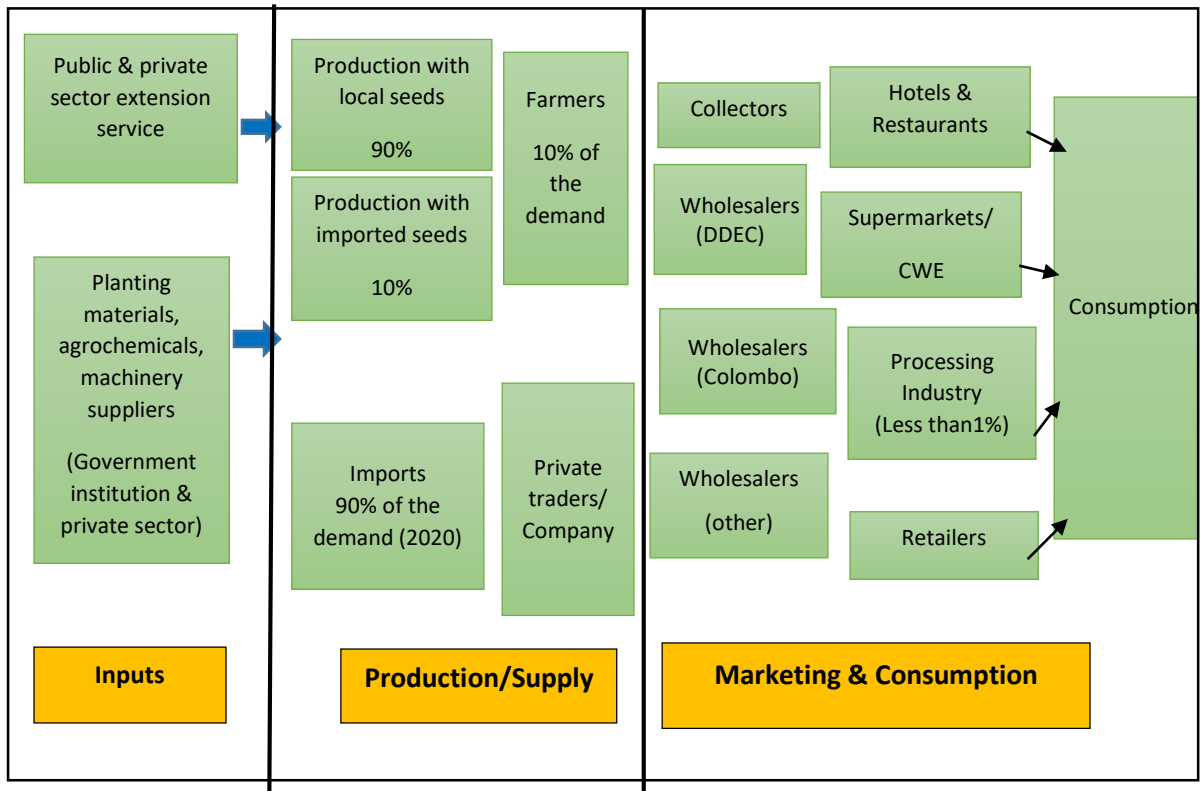 Public & private
sector extension
service
Planting
materials,
agrochemicals,
machinery
suppliers
(Government
institution &
private sector)
Inputs
Production with
local seeds
90%
Production with
imported seeds
10%
Farmers
10% of
the
demand
Imports
90% of the
demand (2020)
Private
traders/
Company
Production/Supply
Collectors
Wholesalers
(DDEC)
Wholesalers
(Colombo)
Wholesalers
(other)
Hotels &
Restaurants
Supermarkets/
CWE
Processing
Industry
(Less than1%)
Retailers
Consumption
Marketing & Consumption